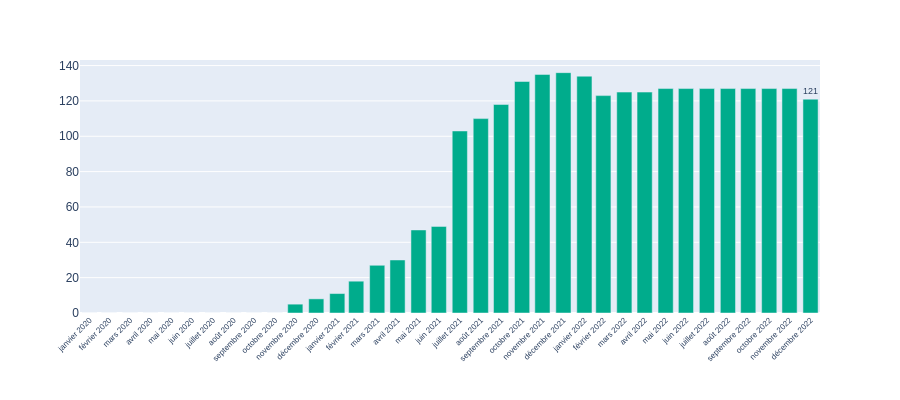 140
120
100
80
60
40
20
0
121
janvier 2020
février 2020
mars 2020
avril 2020
mai 2020
juin 2020
juillet 2020
août 2020
septembre 2020
octobre 2020
novembre 2020
décembre 2020
janvier 2021
février 2021
mars 2021
avril 2021
mai 2021
juin 2021
juillet 2021
août 2021
septembre 2021
octobre 2021
novembre 2021
décembre 2021
janvier 2022
février 2022
mars 2022
avril 2022
mai 2022
juin 2022
juillet 2022
août 2022
septembre 2022
octobre 2022
novembre 2022
décembre 2022